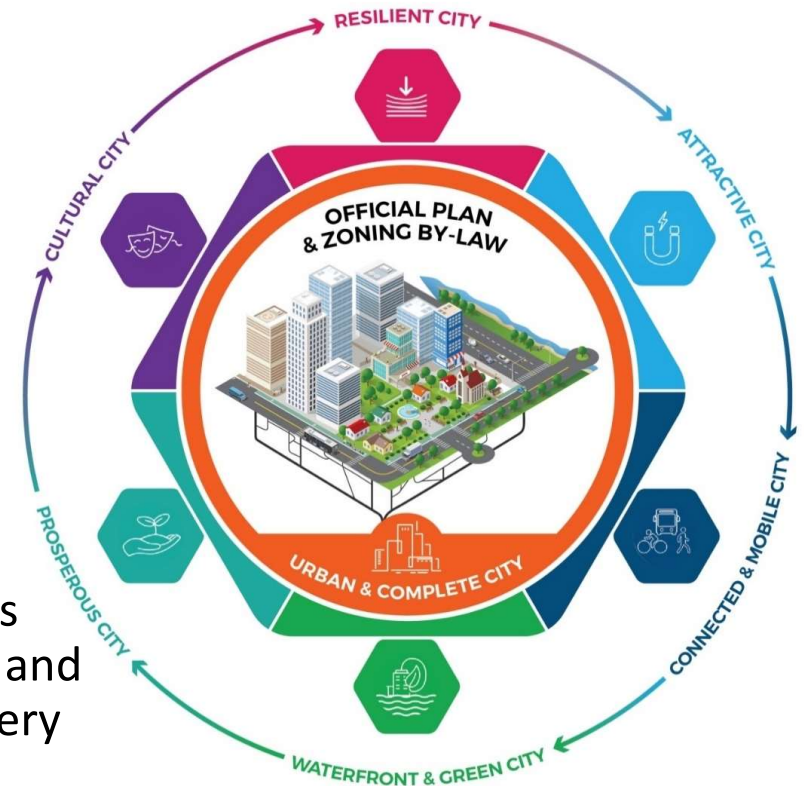 RESILIENT CITY
ATTRACTIVE CITY
CONNECTED & MOBILE CITY
WATERFRONT & GREEN CITY
PROSPEROUS CITY
CULTURAL CITY
OFFICIAL PLAN
& ZONING BY-LAW
URBAN & COMPLETE CITY
s
and
ery